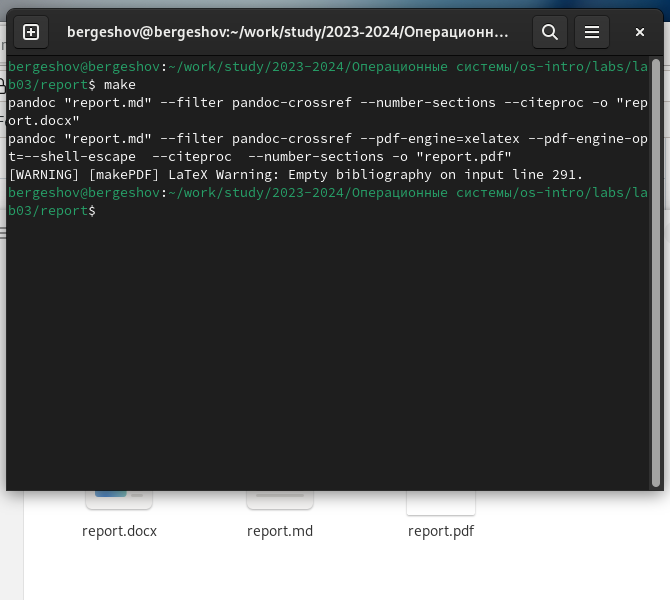 bergeshov@bergeshov:~/work/study/2023-2024/Операционн...
bergeshov@bergeshov:~/work/study/2023-2024/Операционные системы/os-intro/labs/la
b03/report$ make
pandoc "report.md" --filter pandoc-crossref --number-sections --citeproc -o "rep
ort.docx"
pandoc "report.md" --filter pandoc-crossref --pdf-engine=xelatex --pdf-engine-op
t=--shell-escape  --citeproc  --number-sections -o "report.pdf"
[WARNING] [makePDF] LaTeX Warning: Empty bibliography on input line 291.
bergeshov@bergeshov:~/work/study/2023-2024/Операционные системы/os-intro/labs/la
b03/report$
report.docx
report.md
report.pdf